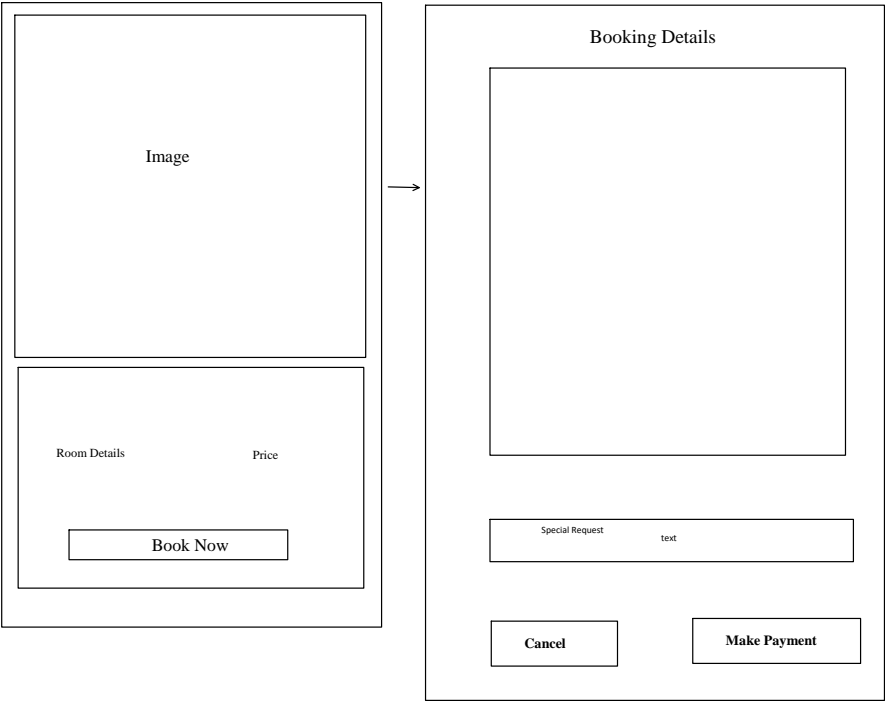 Image
Room Details
Price
Book Now
Booking Details
Special Request
text
Cancel
Make Payment